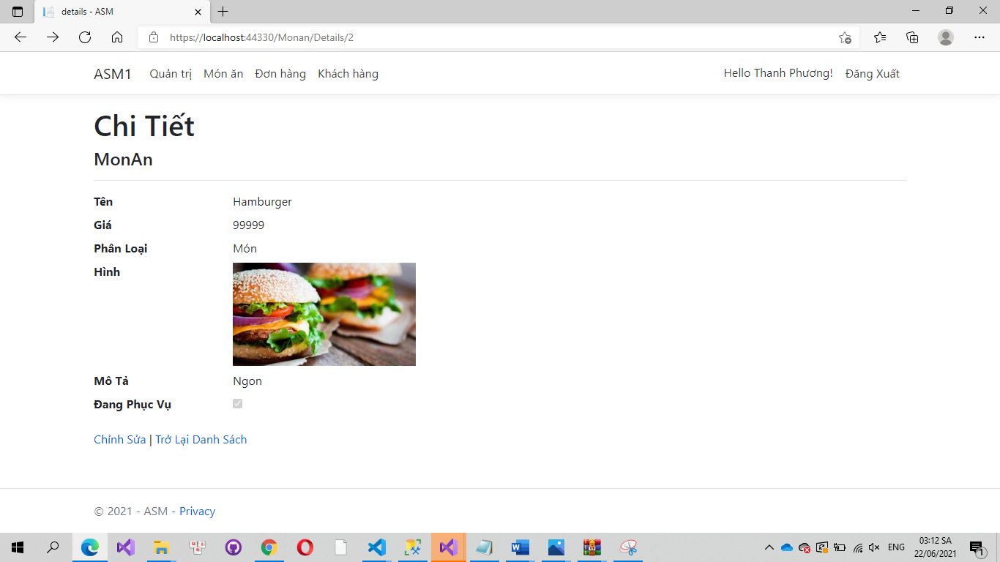 details - ASM
https://localhost:44330/Monan/Details/2
ASM1 Quản trị Món ăn Đơn hàng Khách hàng Hello Thanh Phương! Đăng Xuất
Chi Tiết
MonAn
Tên Hamburger
Giá 99999
Phân Loại Món
Hình
Mô Tả Ngon
Đang Phục Vụ
Chỉnh Sửa | Trở Lại Danh Sách
© 2021 - ASM - Privacy
ENG
03:12 SA
22/06/2021
1